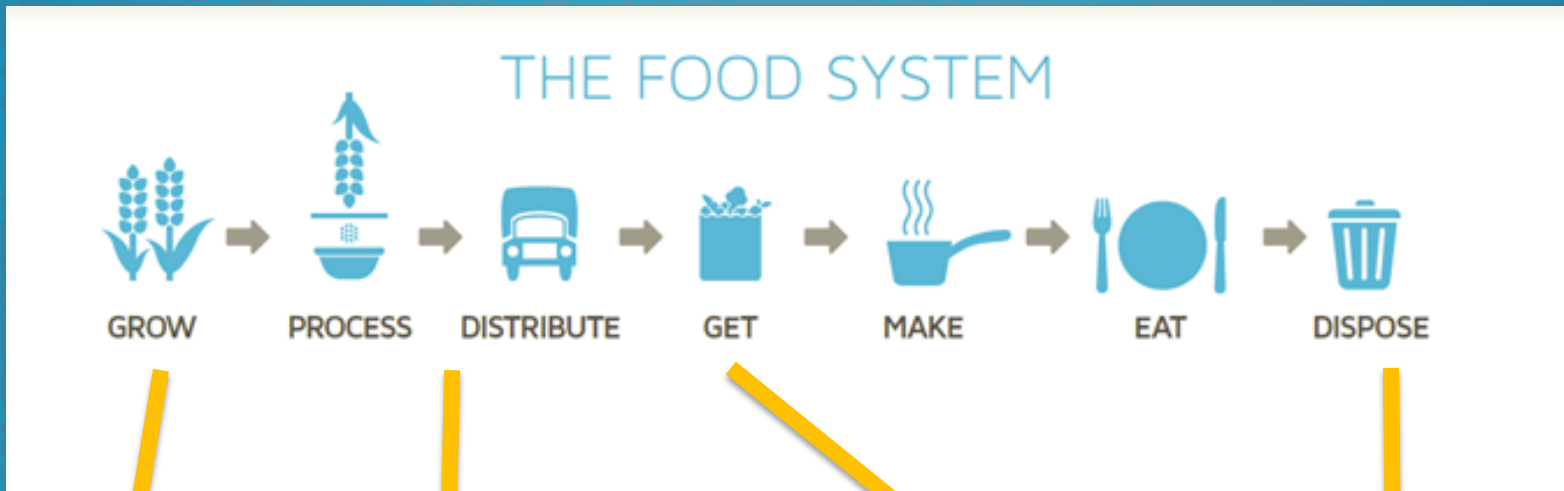 THE FOOD SYSTEM
GROW PROCESS DISTRIBUTE GET MAKE EAT DISPOSE